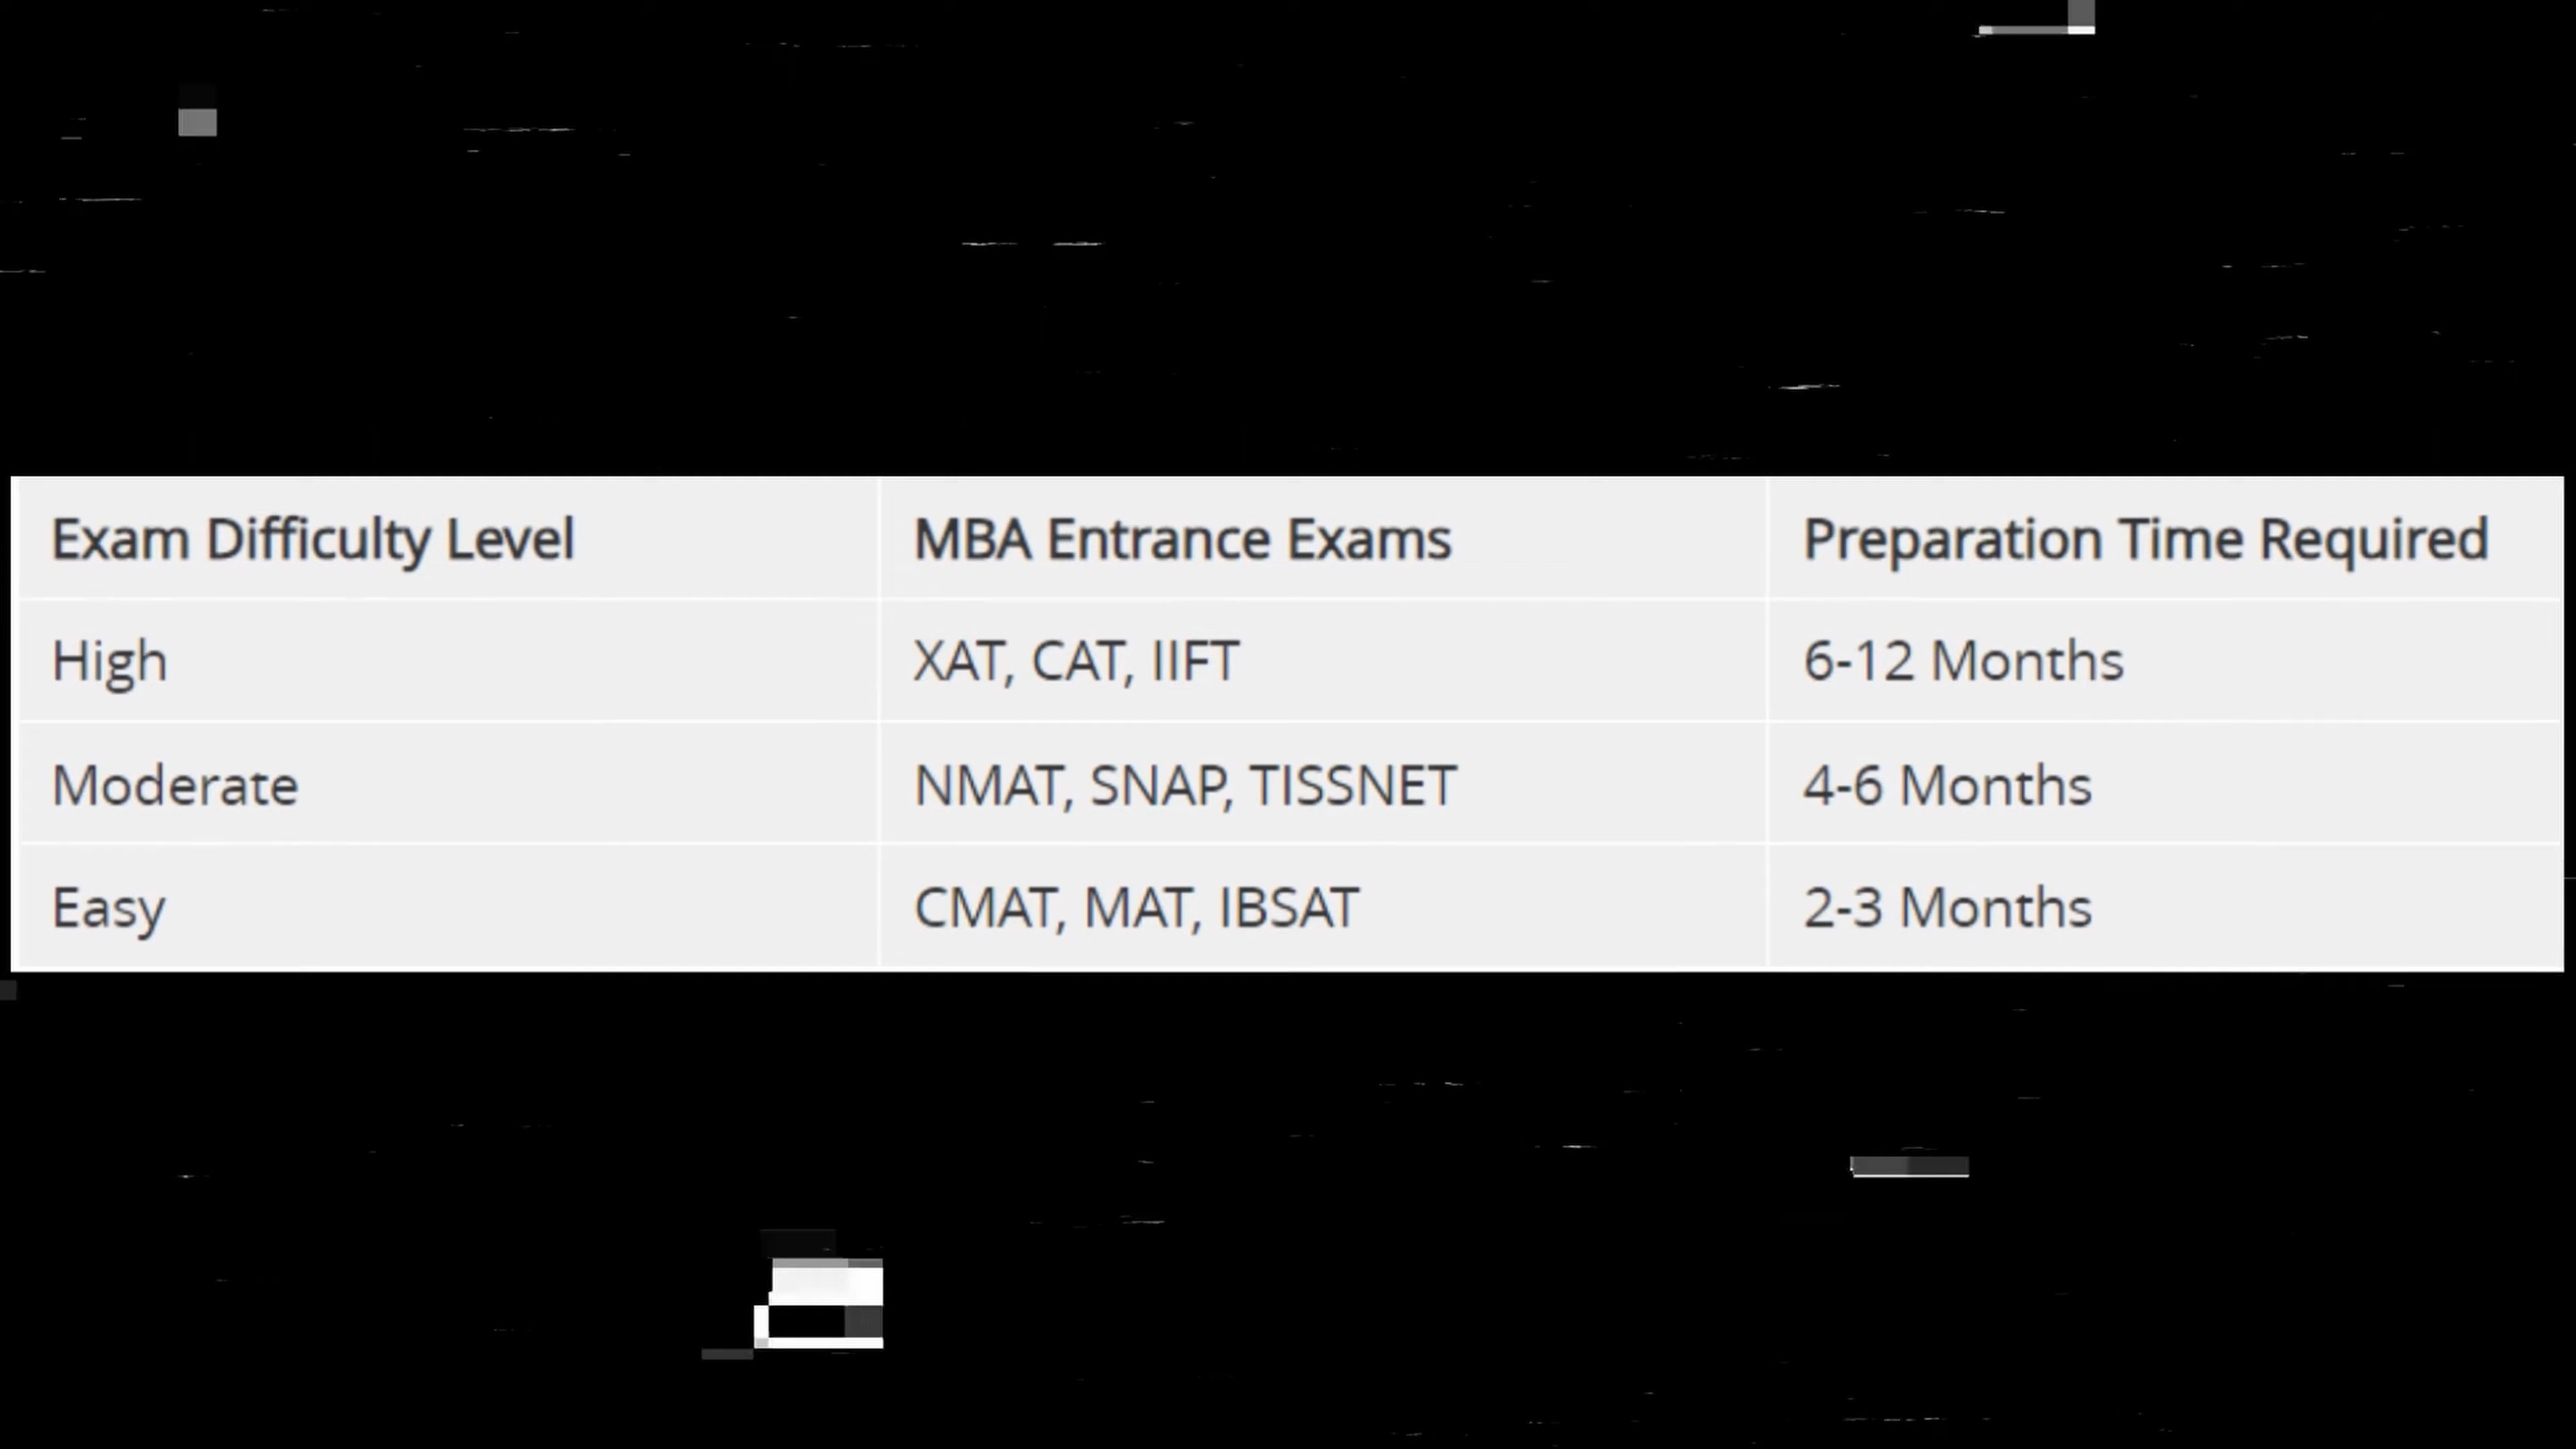 Exam Difficulty Level MBA Entrance Exams Preparation Time Required
High XAT, CAT, IIFT 6-12 Months
Moderate NMAT, SNAP, TISSNET 4-6 Months
Easy CMAT, MAT, IBSAT 2-3 Months